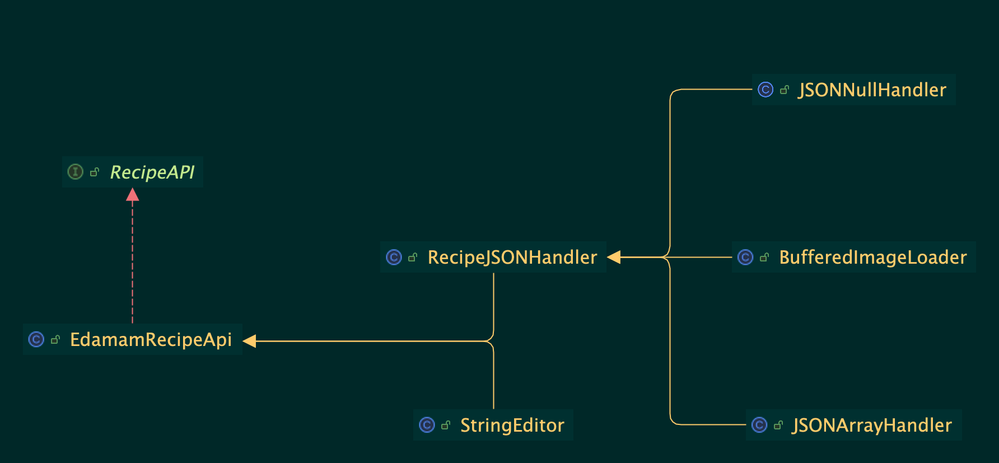 JSONNullHandler
RecipeAPI
RecipeJSONHandler
BufferedImageLoader
EdamamRecipeApi
StringEditor
JSONArrayHandler